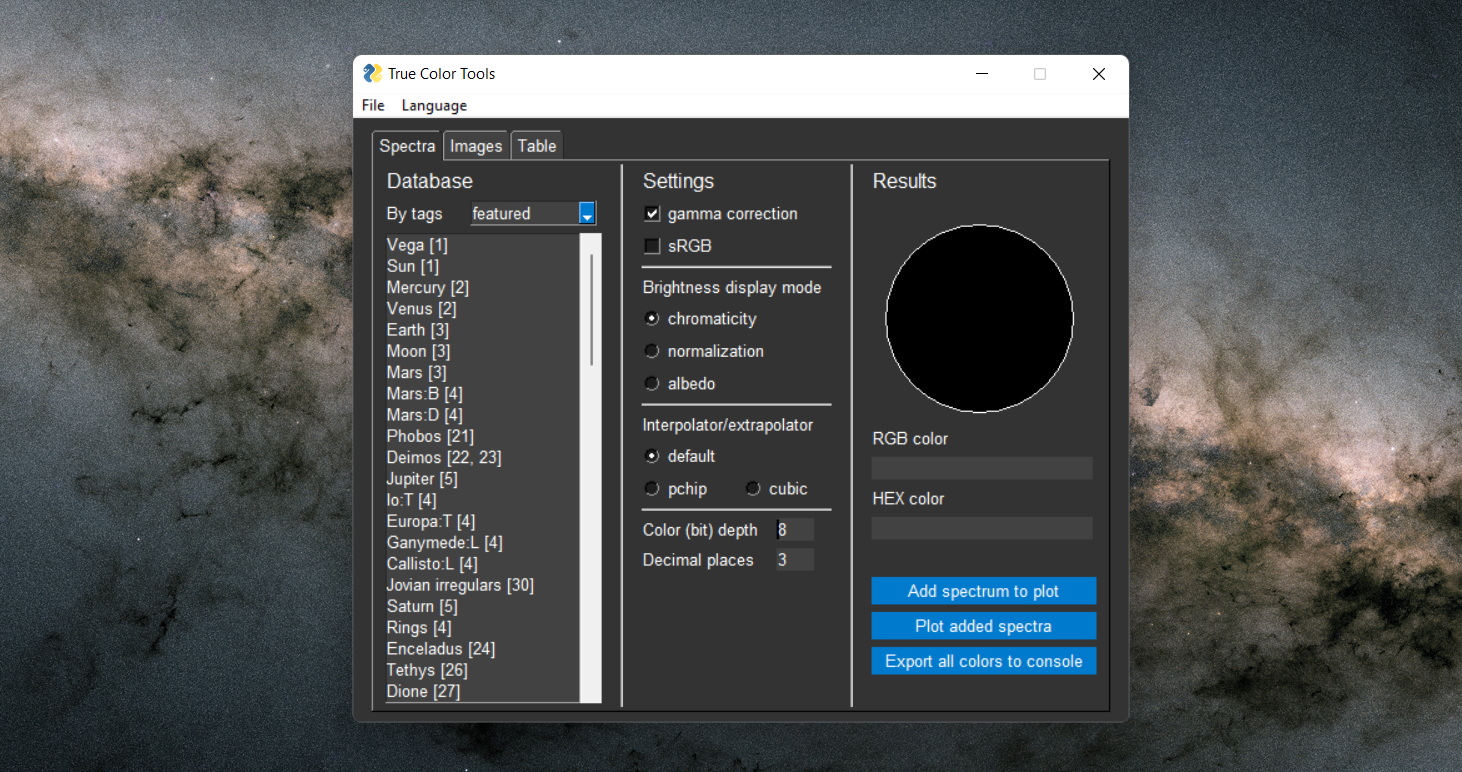 True Color Tools
File Language
Spectra Images Table
Database
By tags featured
Vega [1]
Sun [1]
Mercury [2]
Venus [2]
Earth [3]
Moon [3]
Mars [3]
Mars:B [4]
Mars:D [4]
Phobos [21]
Deimos [22, 23]
Jupiter [5]
Io:T [4]
Europa:T [4]
Ganymede:L [4]
Callisto:L [4]
Jovian irregulars [30]
Saturn [5]
Rings [4]
Enceladus [24]
Tethys [26]
Dione [27]
Settings
gamma correction
sRGB
Brightness display mode
chromaticity
normalization
albedo
Interpolator/extrapolator
default
pchip cubic
Color (bit) depth 8
Decimal places 3
Results
RGB color
HEX color
Add spectrum to plot
Plot added spectra
Export all colors to console